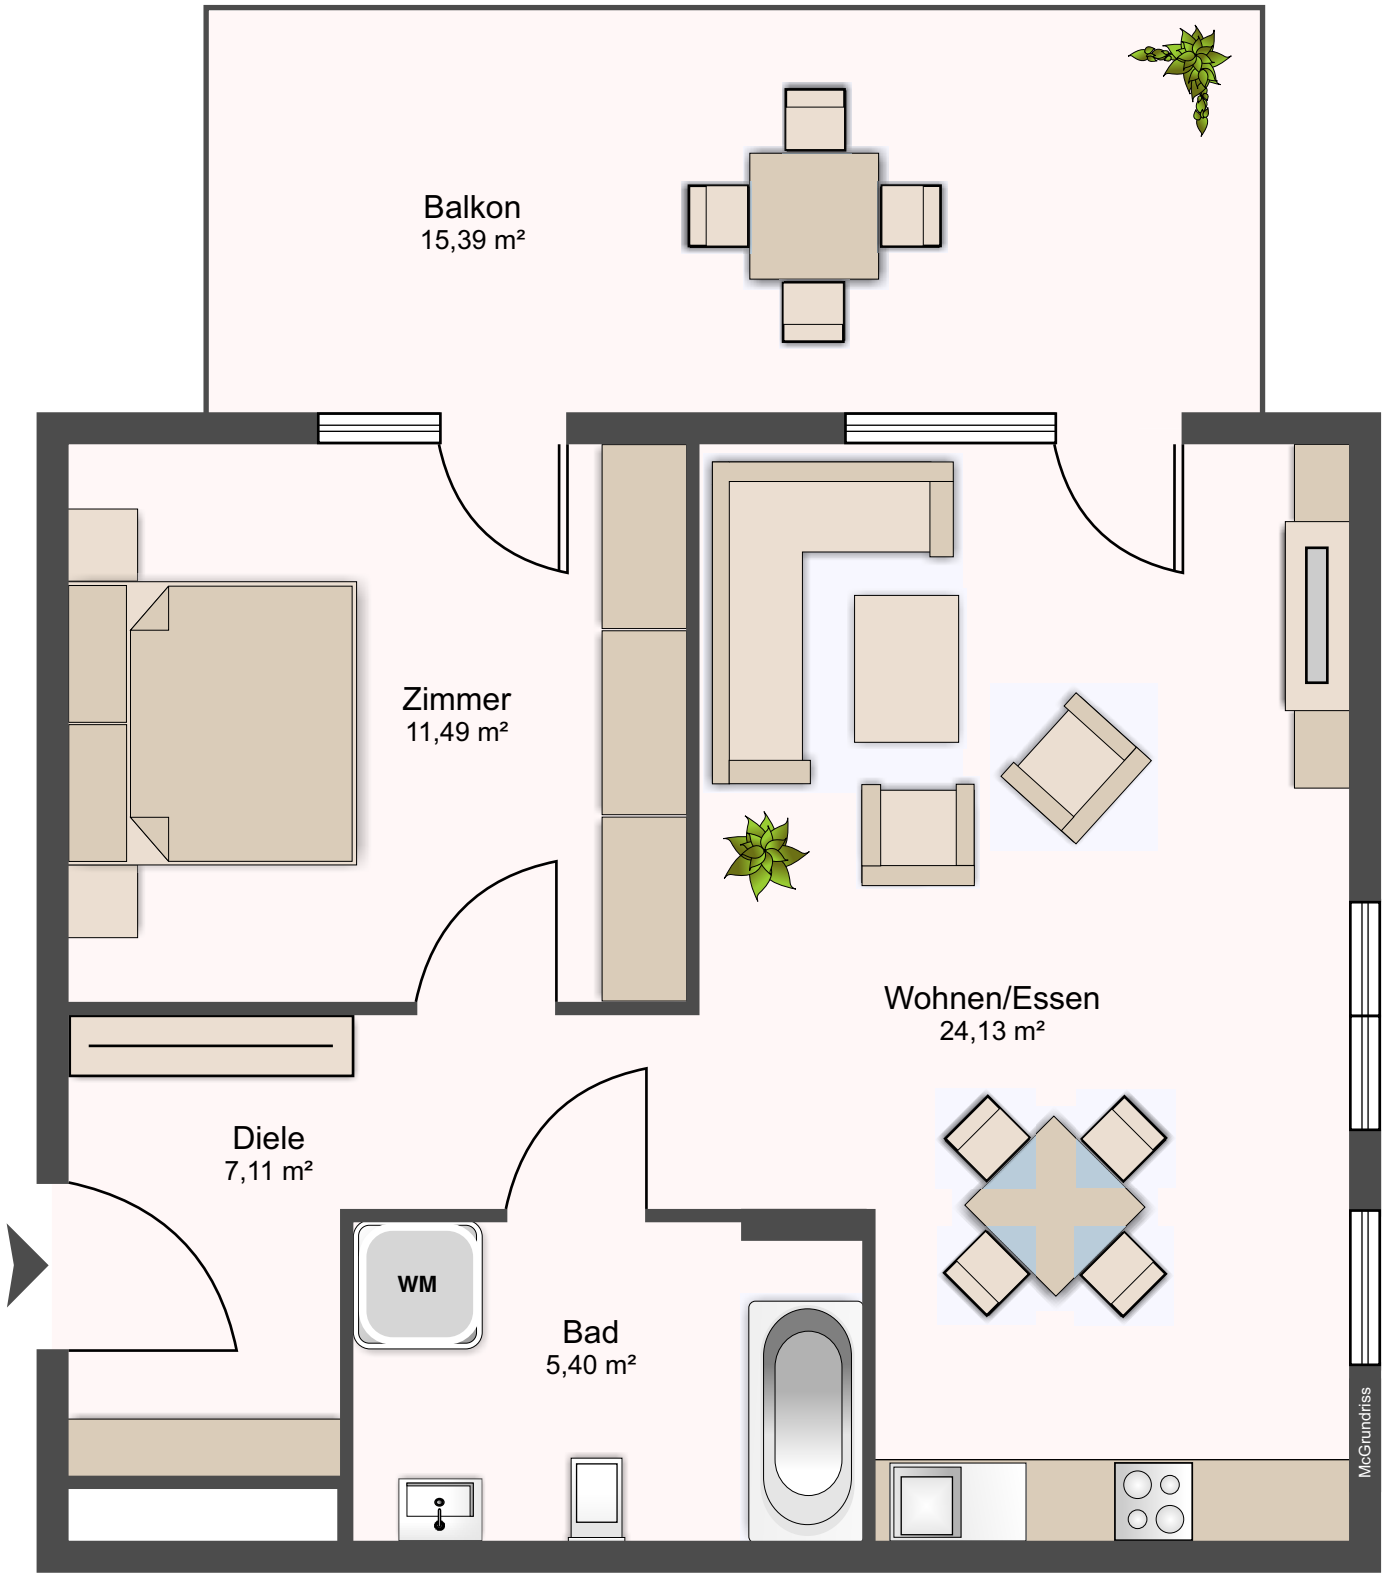 Balkon
15,39 m²
Zimmer
11,49 m²
Wohnen/Essen
24,13 m²
Diele
7,11 m²
WM
Bad
5,40 m²
McGrundriss